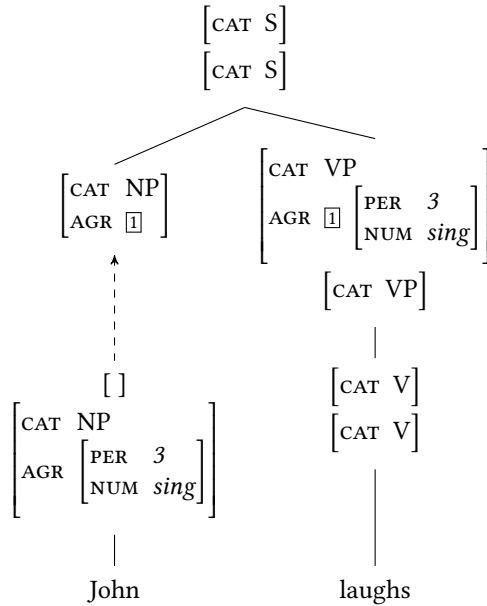 [CAT S]
[CAT S]
[CAT NP
AGR 1]
[CAT VP
AGR 1 [PER 3
NUM sing]]
[CAT VP]
[ ]
[CAT NP
AGR [PER 3
NUM sing]]
[CAT V]
[CAT V]
John laughs